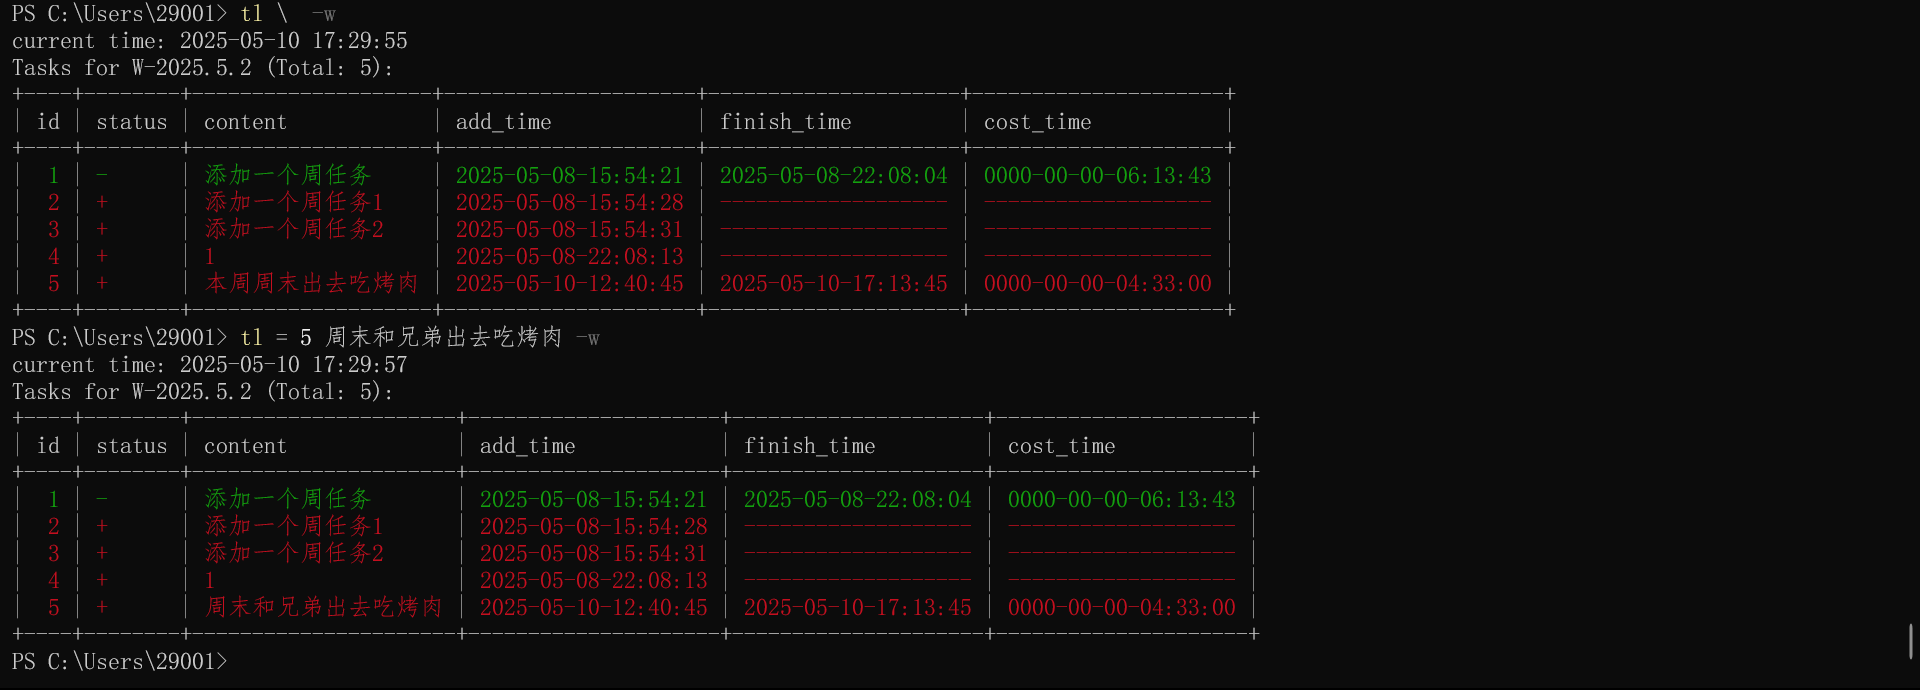 PS C:\Users\29001> tl \  -w
current time: 2025-05-10 17:29:55
Tasks for W-2025.5.2 (Total: 5):
+----+--------+--------------------+---------------------+---------------------+---------------------+
| id | status | content            | add_time            | finish_time         | cost_time           |
+----+--------+--------------------+---------------------+---------------------+---------------------+
| 1 | -      | 添加一个周任务     | 2025-05-08-15:54:21 | 2025-05-08-22:08:04 | 0000-00-00-06:13:43 |
| 2 | +      | 添加一个周任务1    | 2025-05-08-15:54:28 | ------------------- | ------------------- |
| 3 | +      | 添加一个周任务2    | 2025-05-08-15:54:31 | ------------------- | ------------------- |
| 4 | +      | 1                  | 2025-05-08-22:08:13 | ------------------- | ------------------- |
| 5 | +      | 本周周末出去吃烤肉 | 2025-05-10-12:40:45 | 2025-05-10-17:13:45 | 0000-00-00-04:33:00 |
+----+--------+--------------------+---------------------+---------------------+---------------------+
PS C:\Users\29001> tl = 5 周末和兄弟出去吃烤肉 -w
current time: 2025-05-10 17:29:57
Tasks for W-2025.5.2 (Total: 5):
+----+--------+----------------------+---------------------+---------------------+---------------------+
| id | status | content              | add_time            | finish_time         | cost_time           |
+----+--------+----------------------+---------------------+---------------------+---------------------+
| 1 | -      | 添加一个周任务       | 2025-05-08-15:54:21 | 2025-05-08-22:08:04 | 0000-00-00-06:13:43 |
| 2 | +      | 添加一个周任务1      | 2025-05-08-15:54:28 | ------------------- | ------------------- |
| 3 | +      | 添加一个周任务2      | 2025-05-08-15:54:31 | ------------------- | ------------------- |
| 4 | +      | 1                    | 2025-05-08-22:08:13 | ------------------- | ------------------- |
| 5 | +      | 周末和兄弟出去吃烤肉 | 2025-05-10-12:40:45 | 2025-05-10-17:13:45 | 0000-00-00-04:33:00 |
+----+--------+----------------------+---------------------+---------------------+---------------------+
PS C:\Users\29001>